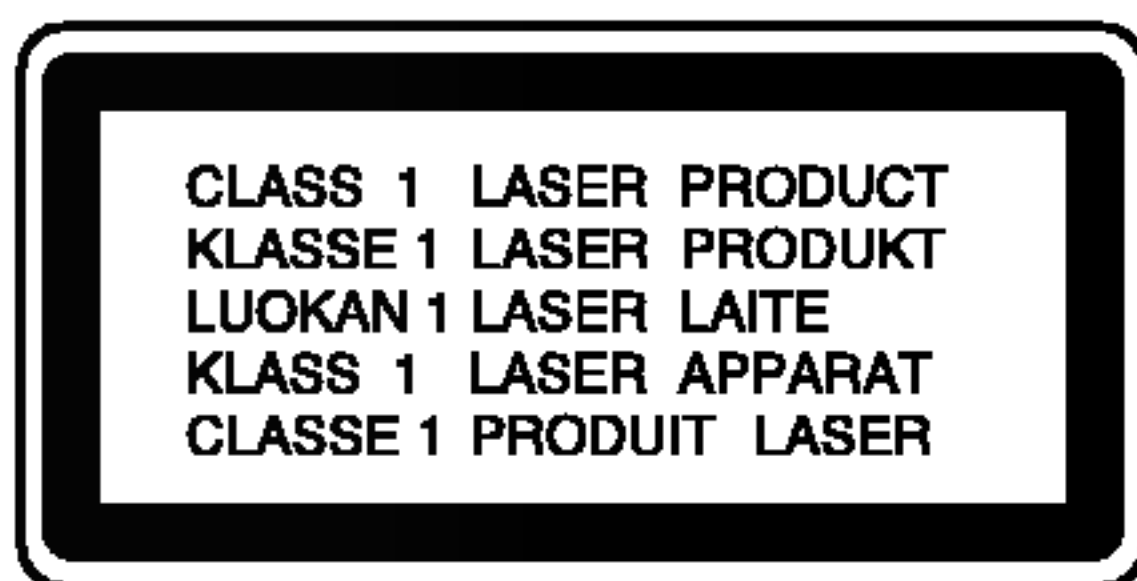 CLASS 1 LASER PRODUCT
KLASSE 1 LASER PRODUKT
LUOKAN 1 LASER LAITE
KLASS 1 LASER APPARAT
CLASSE 1 PRODUIT LASER